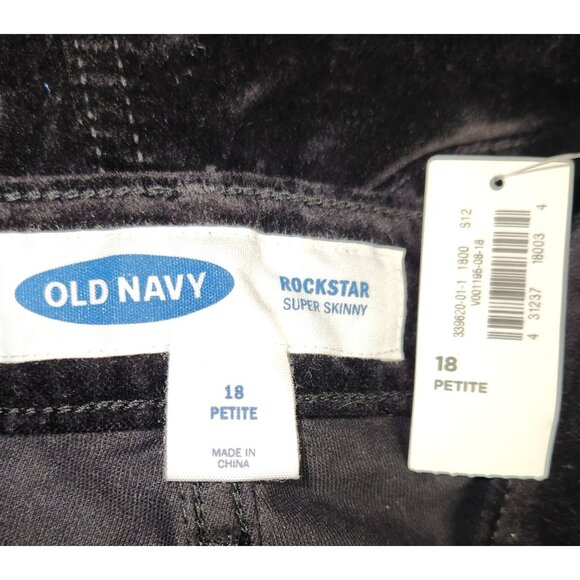 OLD NAVY
ROCKSTAR
SUPER SKINNY
18
PETITE
MADE IN
CHINA
339620-01-1 1800 S12
V001195-08-18
4 31237 18003 4
18
PETITE